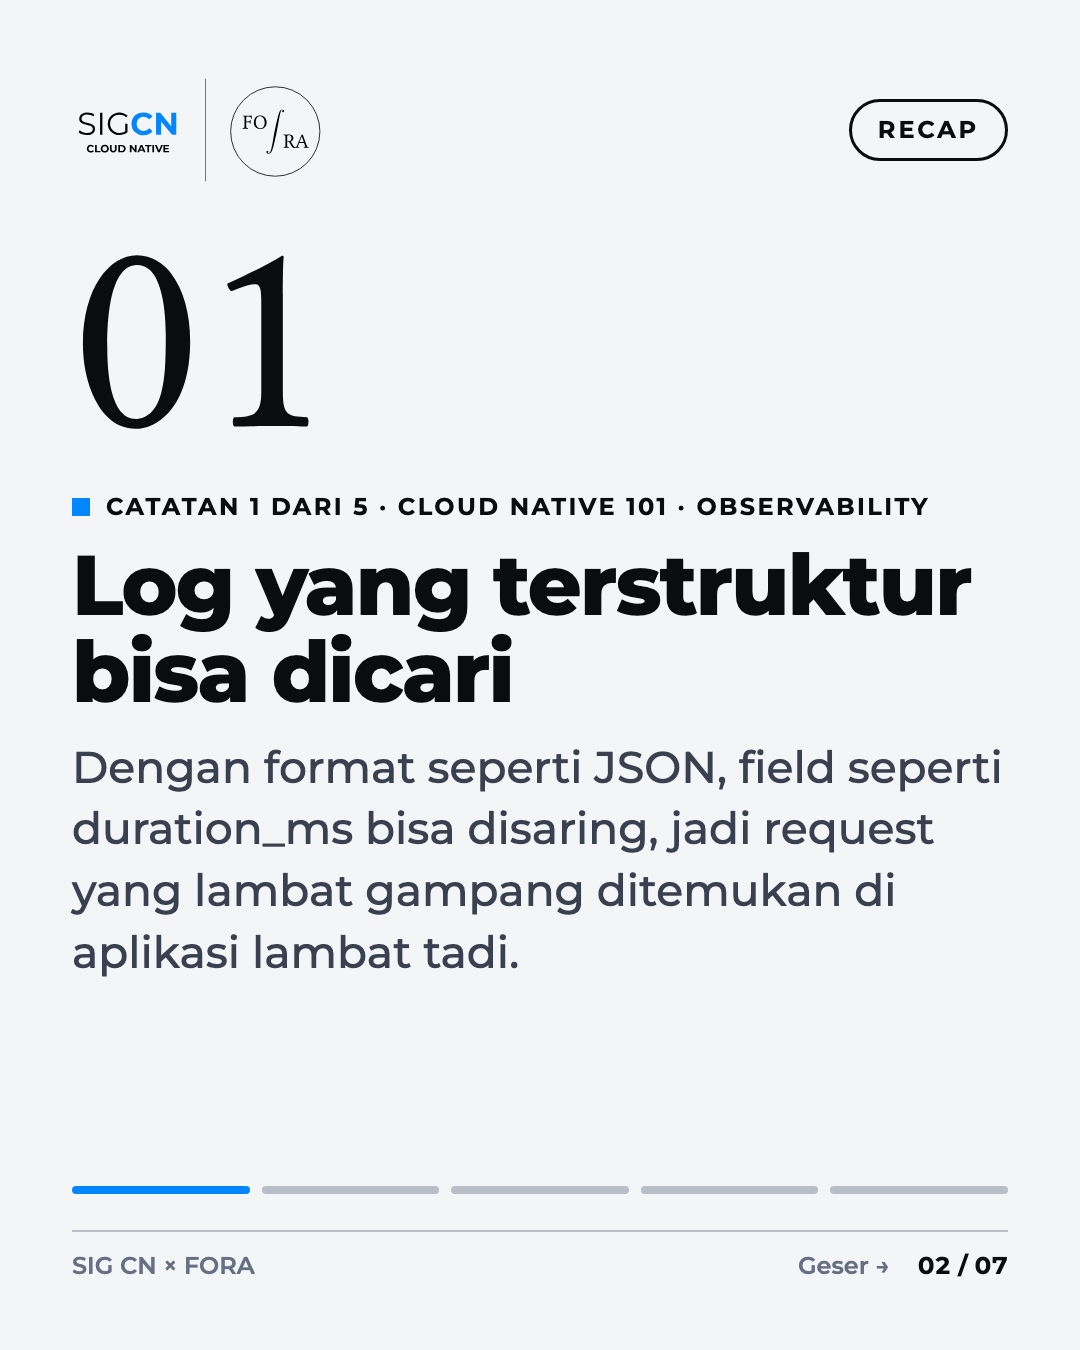 SIGCN
CLOUD NATIVE
FO∫RA
RECAP
01
CATATAN 1 DARI 5 · CLOUD NATIVE 101 · OBSERVABILITY
Log yang terstruktur
bisa dicari
Dengan format seperti JSON, field seperti
duration_ms bisa disaring, jadi request
yang lambat gampang ditemukan di
aplikasi lambat tadi.
SIG CN × FORA
Geser → 02 / 07